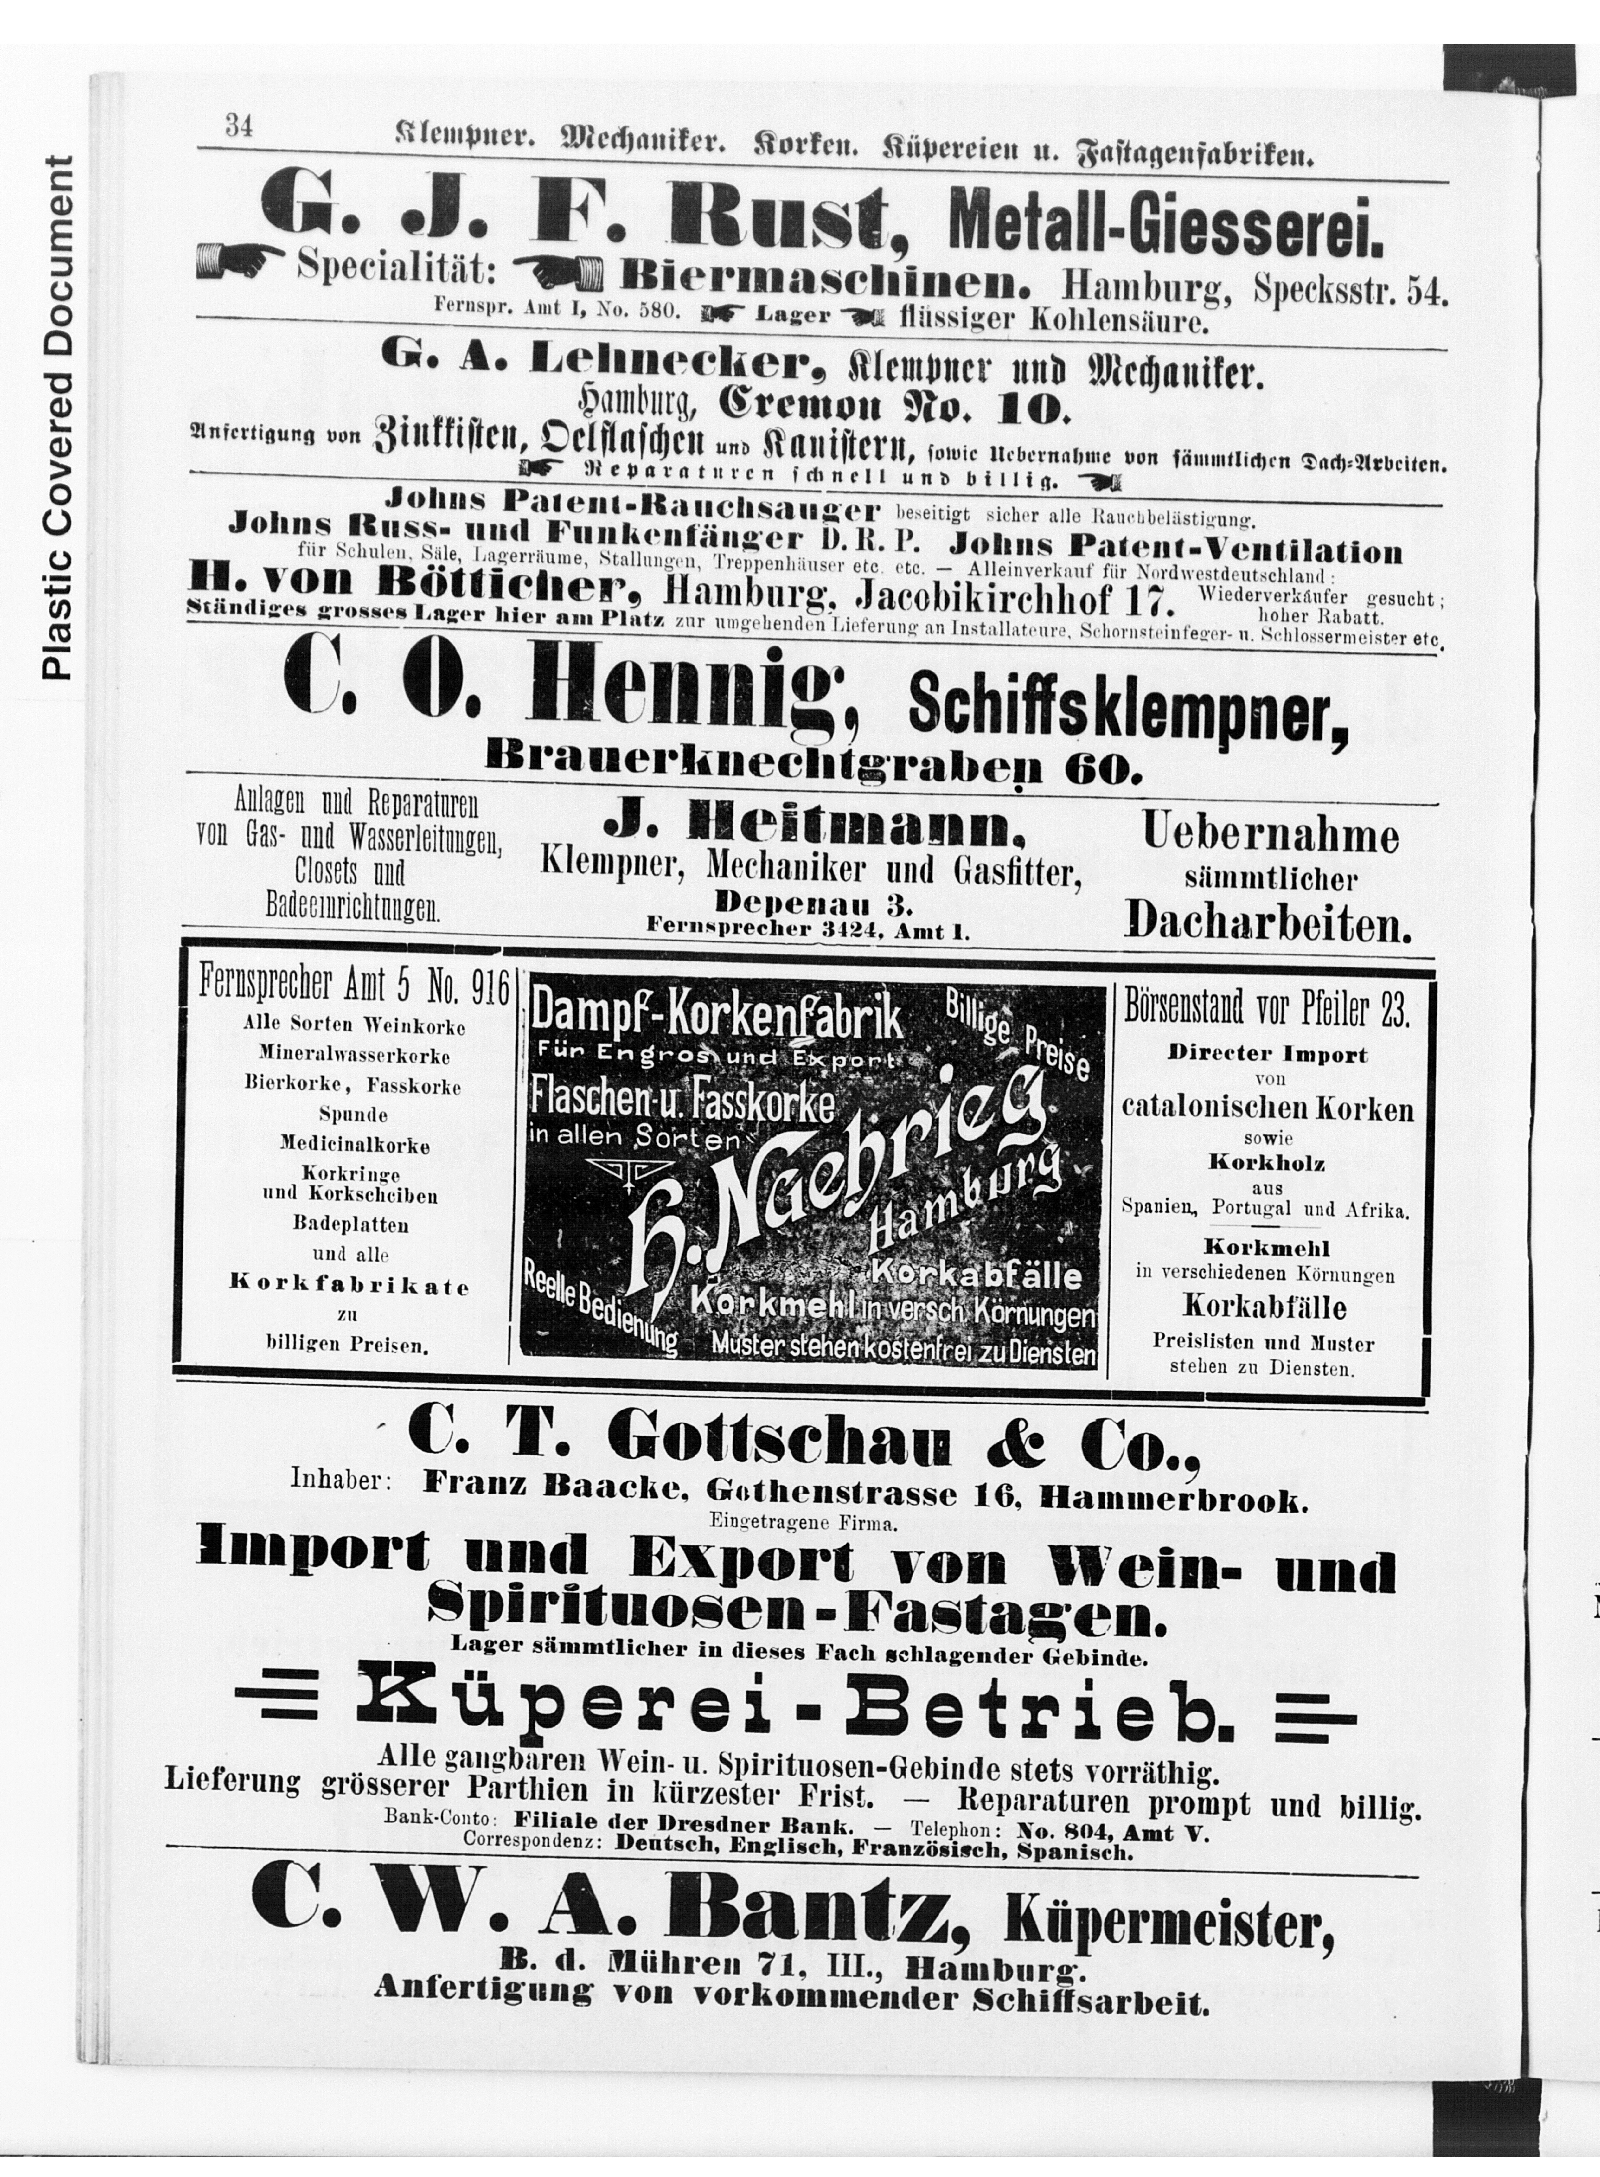 Plastic Covered Document
34
Klempner. Mechaniker. Korken. Küpereien u. Fastagenfabriken.
G. J. F. Rust, Metall-Giesserei.
Specialität: Biermaschinen. Hamburg, Specksstr. 54.
Fernspr. Amt I, No. 580. Lager flüssiger Kohlensäure.
G. A. Lehnecker, Klempner und Mechaniker.
Hamburg, Cremon No. 10.
Anfertigung von Zinkkisten, Oelflaschen und Kanistern, sowie Uebernahme von sämmtlichen Dach-Arbeiten.
Reparaturen schnell und billig.
Johns Patent-Rauchsauger beseitigt sicher alle Rauchbelästigung.
Johns Russ- und Funkenfänger D. R. P. Johns Patent-Ventilation
für Schulen, Säle, Lagerräume, Stallungen, Treppenhäuser etc. etc. — Alleinverkauf für Nordwestdeutschland:
H. von Bötticher, Hamburg, Jacobikirchhof 17. Wiederverkäufer gesucht; hoher Rabatt.
Ständiges grosses Lager hier am Platz zur umgehenden Lieferung an Installateure, Schornsteinfeger- u. Schlossermeister etc.
C. O. Hennig, Schiffsklempner,
Brauerknechtgraben 60.
Anlagen und Reparaturen
von Gas- und Wasserleitungen,
Closets und
Badeeinrichtungen.
J. Heitmann,
Klempner, Mechaniker und Gasfitter,
Depenau 3.
Fernsprecher 3424, Amt I.
Uebernahme
sämmtlicher
Dacharbeiten.
Fernsprecher Amt 5 No. 916
Alle Sorten Weinkorke
Mineralwasserkorke
Bierkorke, Fasskorke
Spunde
Medicinalkorke
Korkringe
und Korkscheiben
Badeplatten
und alle
Korkfabrikate
zu
billigen Preisen.
Dampf-Korkenfabrik
Für Engros und Export
Billige Preise
Flaschen-u. Fasskorke
in allen Sorten
H. Naehrieg
Hamburg
Reelle Bedienung
Korkabfälle
Korkmehl in versch. Körnungen
Muster stehen kostenfrei zu Diensten
Börsenstand vor Pfeiler 23.
Directer Import
von
catalonischen Korken
sowie
Korkholz
aus
Spanien, Portugal und Afrika.
Korkmehl
in verschiedenen Körnungen
Korkabfälle
Preislisten und Muster
stehen zu Diensten.
C. T. Gottschau & Co.,
Inhaber: Franz Baacke, Gothenstrasse 16, Hammerbrook.
Eingetragene Firma.
Import und Export von Wein- und
Spirituosen-Fastagen.
Lager sämmtlicher in dieses Fach schlagender Gebinde.
Küperei-Betrieb.
Alle gangbaren Wein- u. Spirituosen-Gebinde stets vorräthig.
Lieferung grösserer Parthien in kürzester Frist. — Reparaturen prompt und billig.
Bank-Conto: Filiale der Dresdner Bank. — Telephon: No. 804, Amt V.
Correspondenz: Deutsch, Englisch, Französisch, Spanisch.
C. W. A. Bantz, Küpermeister,
B. d. Mühren 71, III., Hamburg.
Anfertigung von vorkommender Schiffsarbeit.